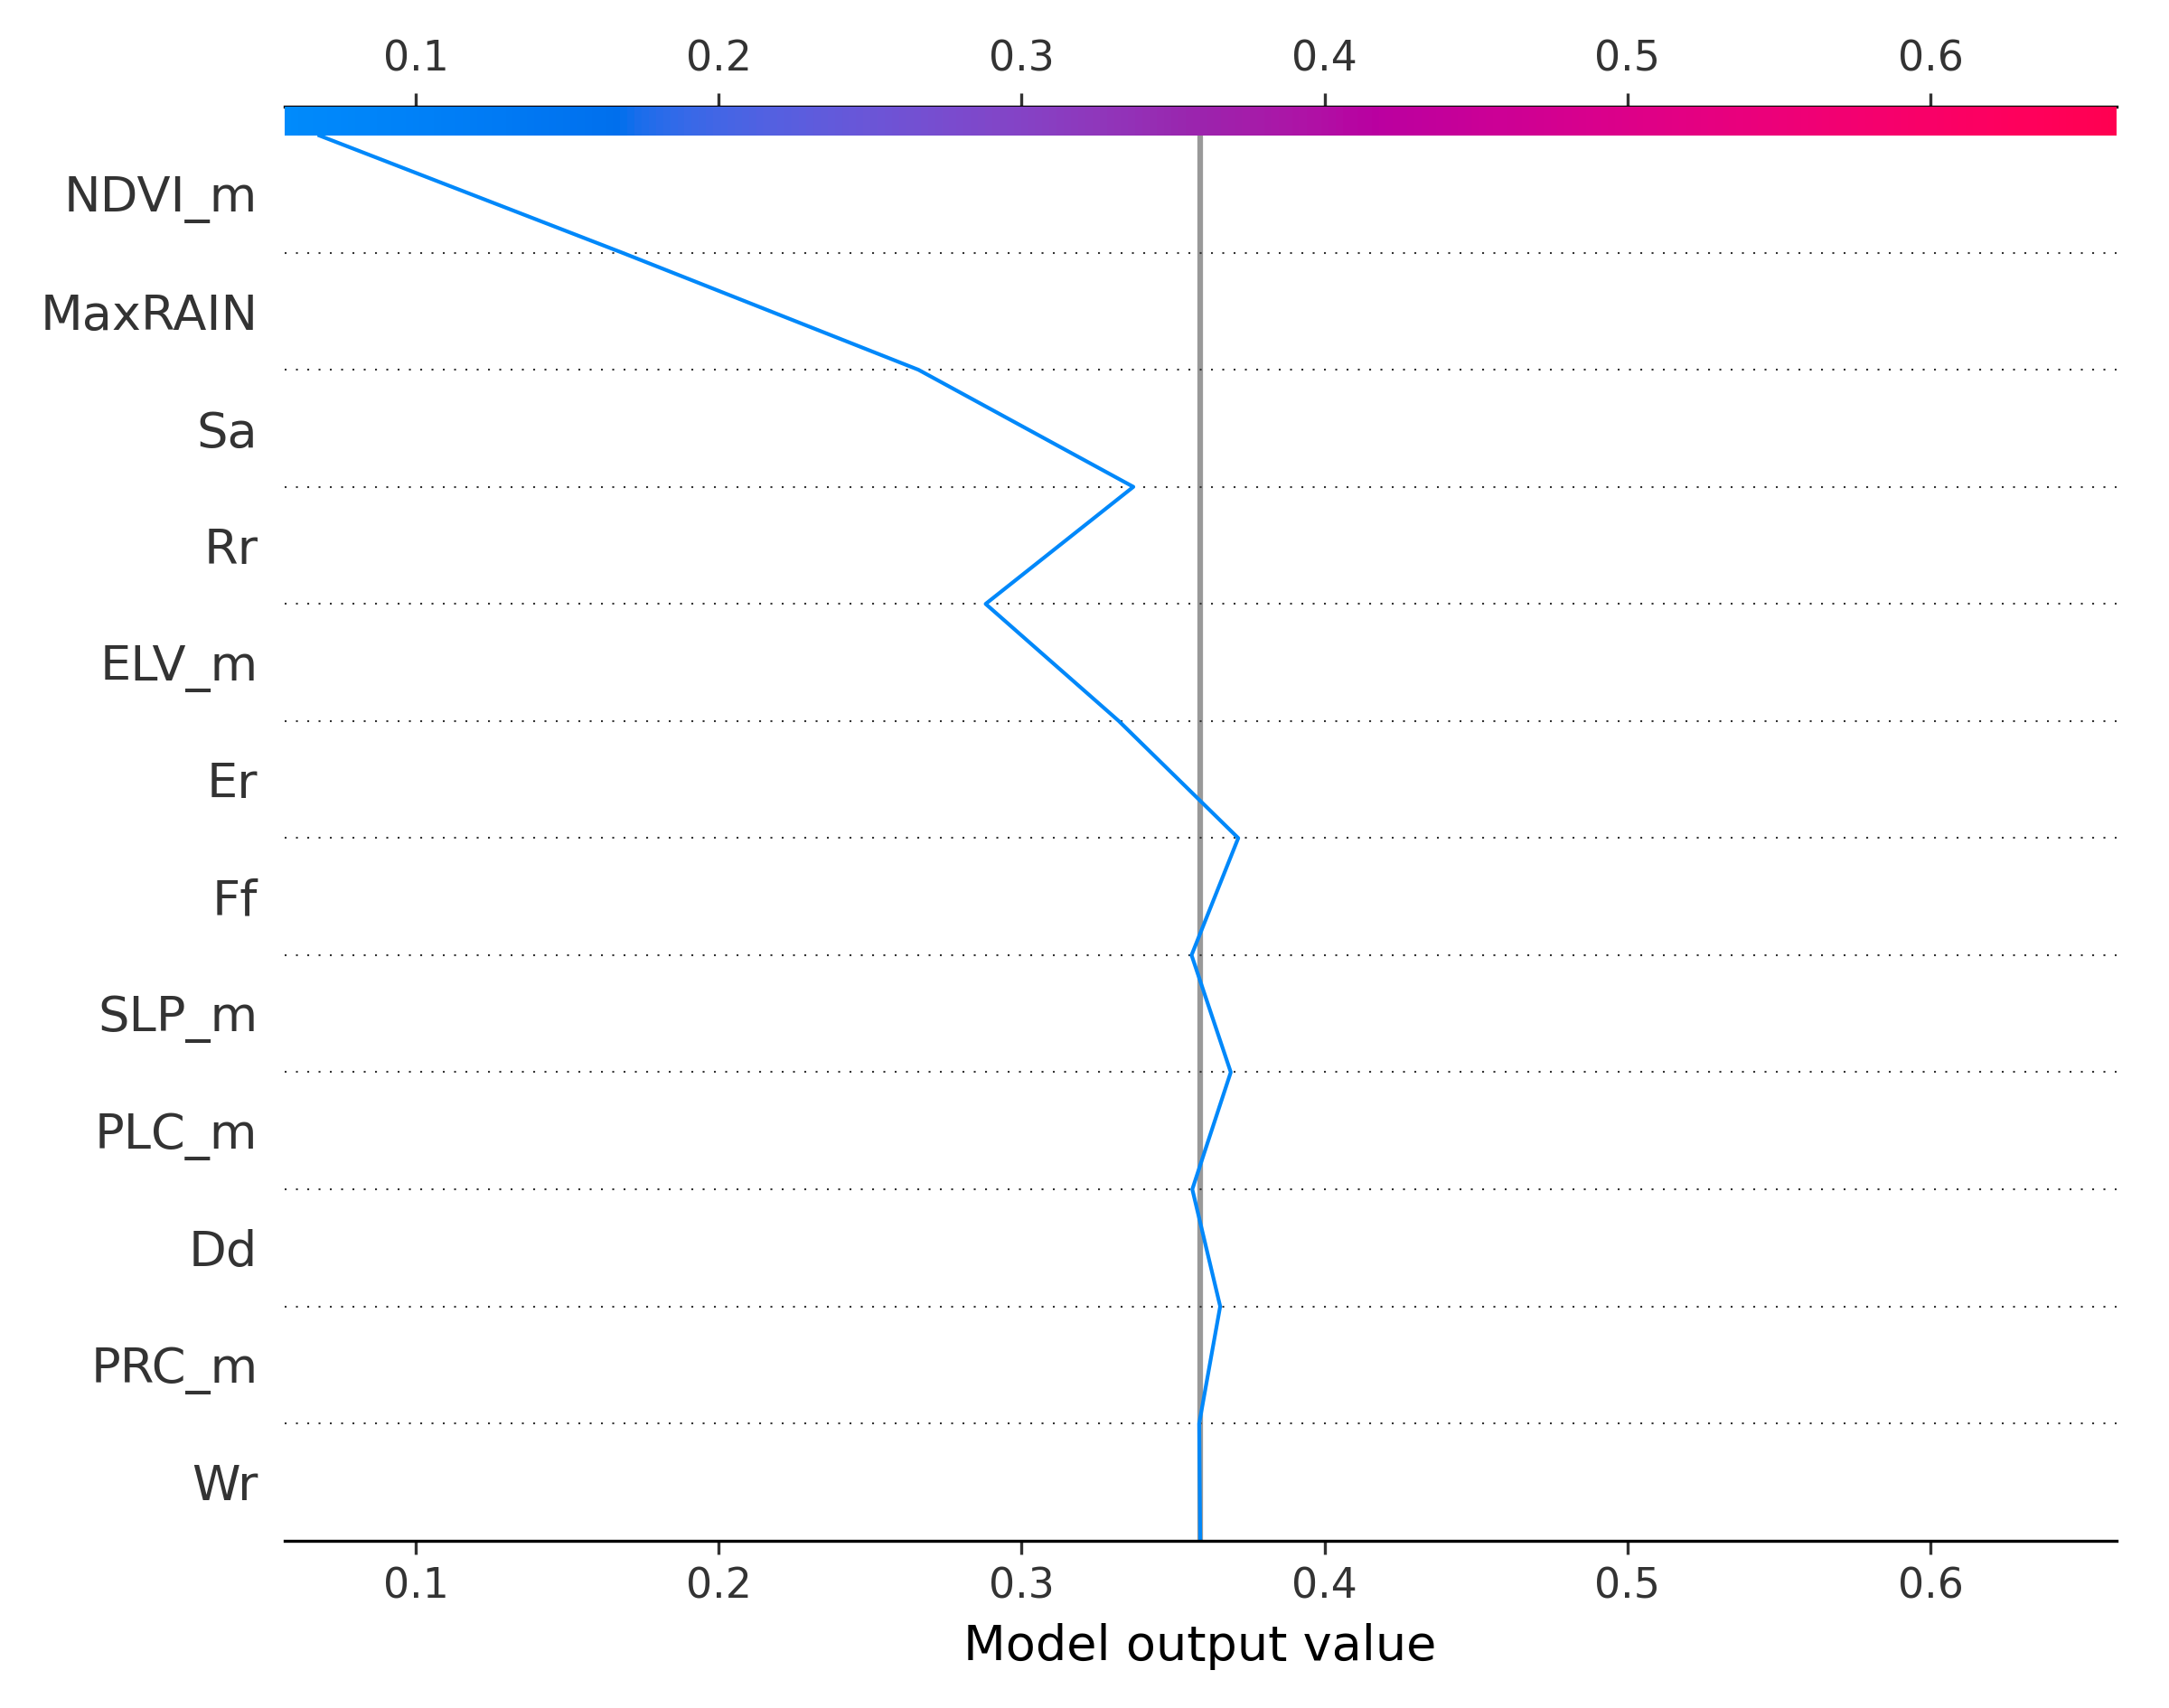 0.1 0.2 0.3 0.4 0.5 0.6
NDVI_m
MaxRAIN
Sa
Rr
ELV_m
Er
Ff
SLP_m
PLC_m
Dd
PRC_m
Wr
0.1 0.2 0.3 0.4 0.5 0.6
Model output value